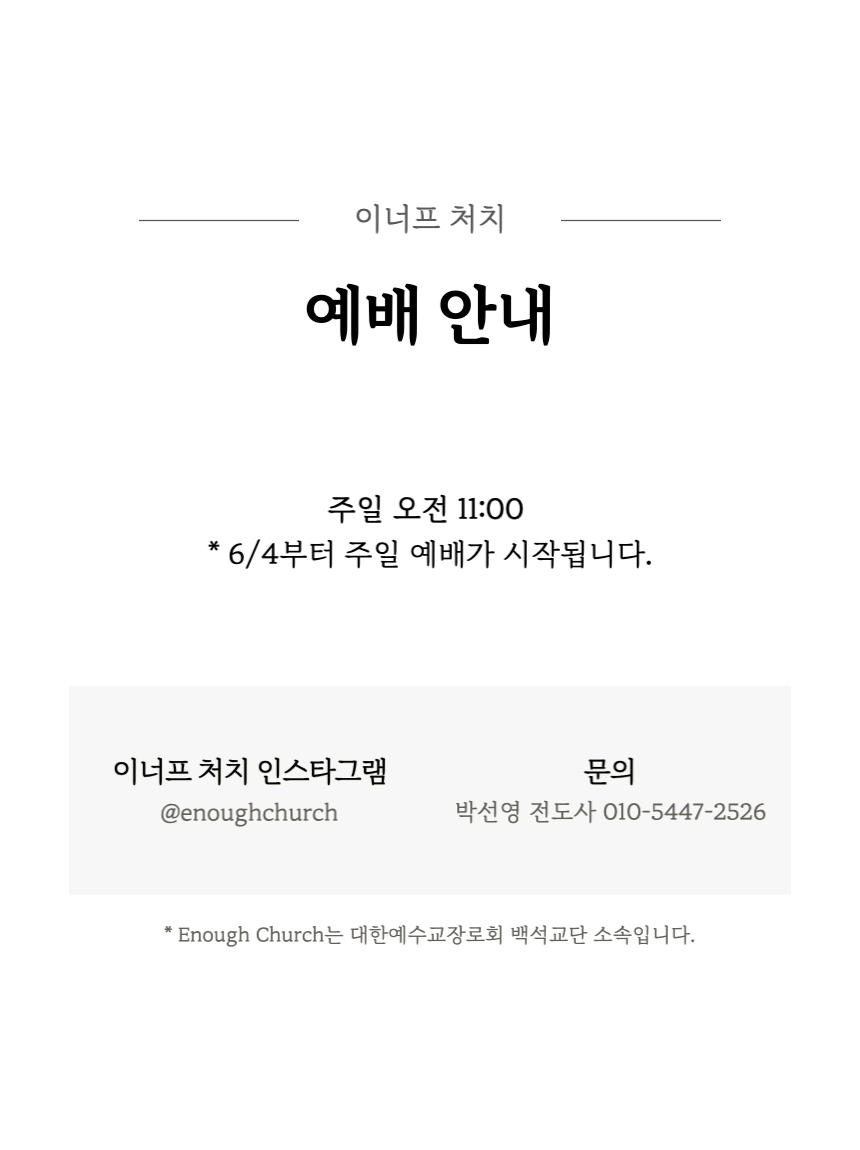 이너프 처치
예배 안내
주일 오전 11:00
* 6/4부터 주일 예배가 시작됩니다.
이너프 처치 인스타그램
@enoughchurch
문의
박선영 전도사 010-5447-2526
* Enough Church는 대한예수교장로회 백석교단 소속입니다.